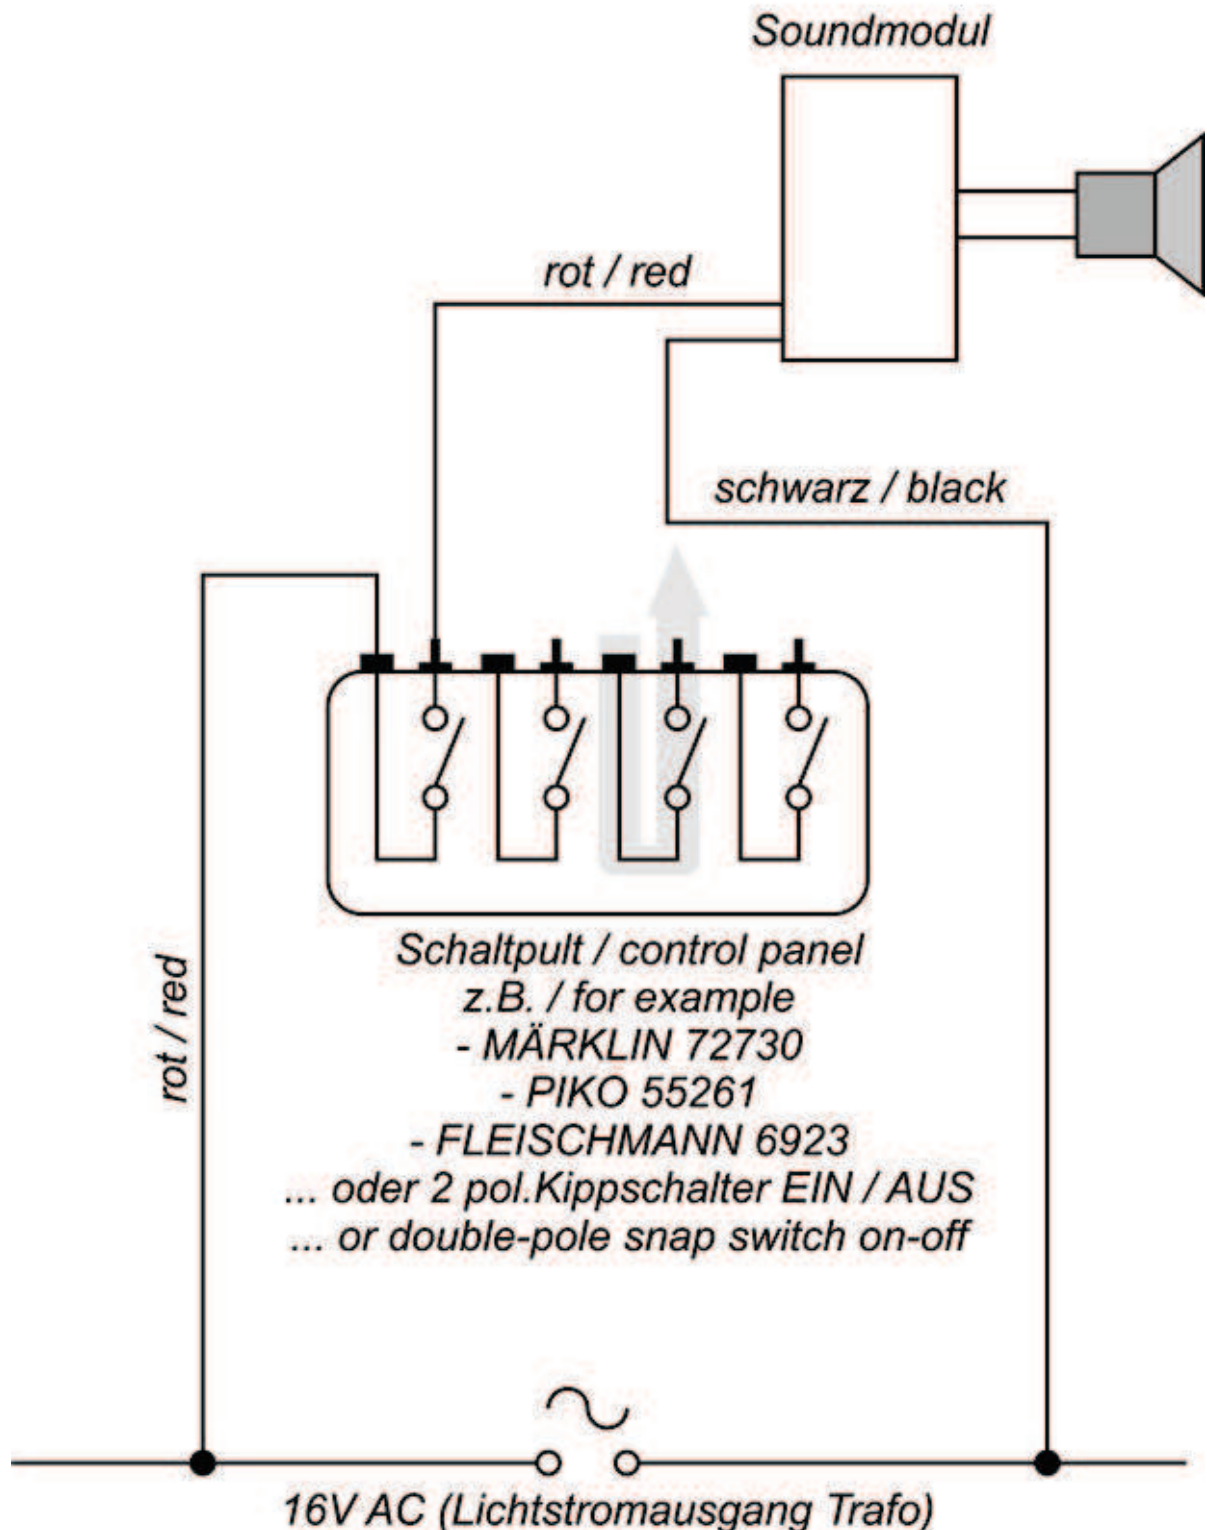 Soundmodul
rot / red
schwarz / black
Schaltpult / control panel
z.B. / for example
- MÄRKLIN 72730
- PIKO 55261
- FLEISCHMANN 6923
... oder 2 pol.Kippschalter EIN / AUS
... or double-pole snap switch on-off
rot / red
16V AC (Lichtstromausgang Trafo)